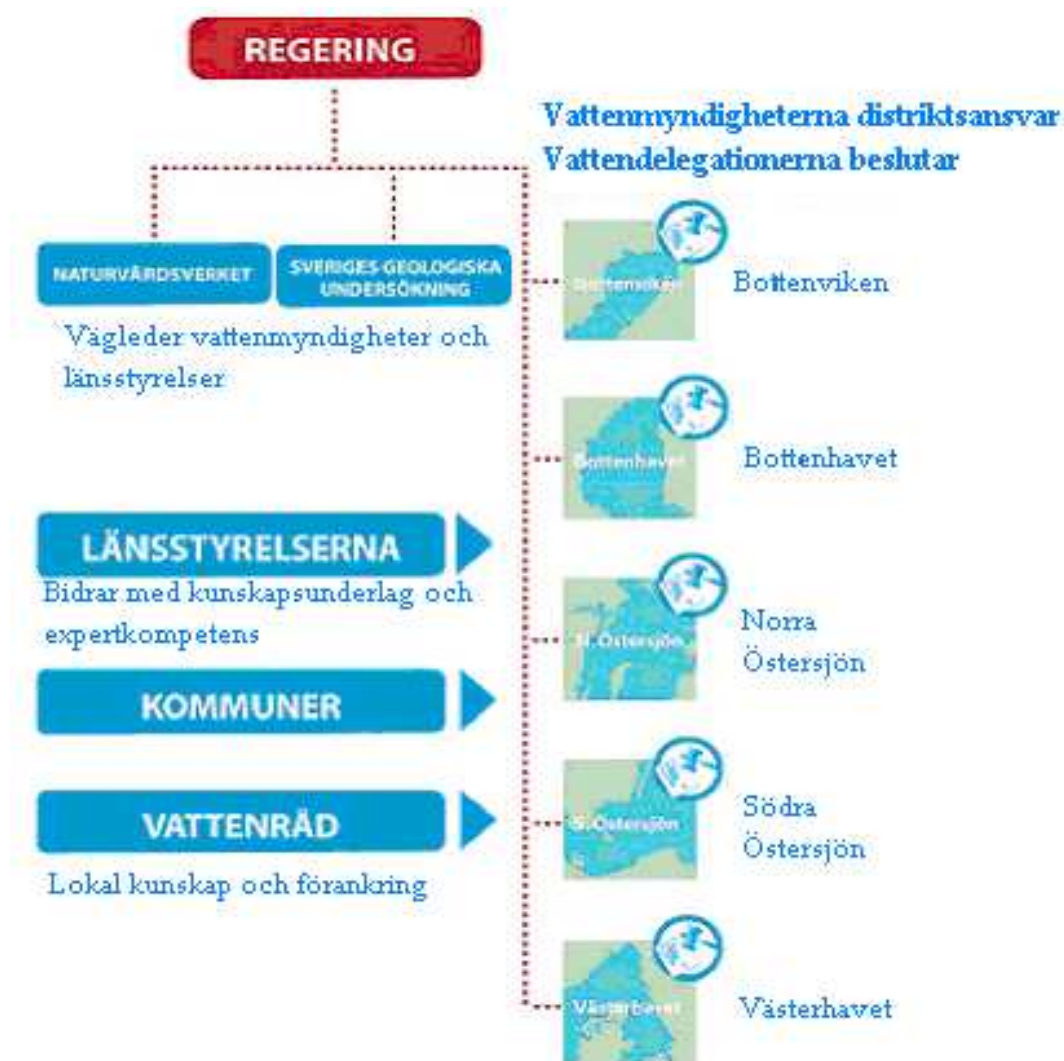 REGERING
Vattenmyndigheterna distriktsansvar
Vattendelegationerna beslutar
NATURVÅRDSVERKET
SVERIGES GEOLOGISKA
UNDERSÖKNING
Vägleder vattenmyndigheter och
länsstyrelser
Bottenviken
Bottenviken
Bottenhavet
Bottenhavet
LÄNSSTYRELSERNA
Bidrar med kunskapsunderlag och
expertkompetens
N. Östersjön
Norra
Östersjön
KOMMUNER
VATTENRÅD
Lokal kunskap och förankring
S. Östersjön
Södra
Östersjön
Västerhavet
Västerhavet